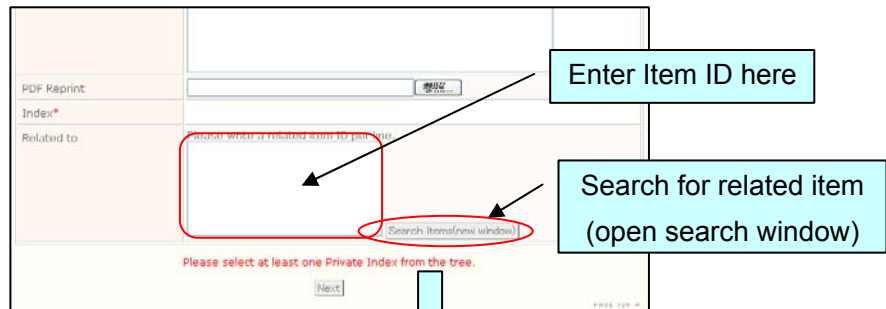 PDF Reprint
Enter Item ID here
Index*
Related to
Please write a related item ID per line.
Search for related item
(open search window)
Search Items(new window)
Please select at least one Private Index from the tree.
Next
PAGE TOP